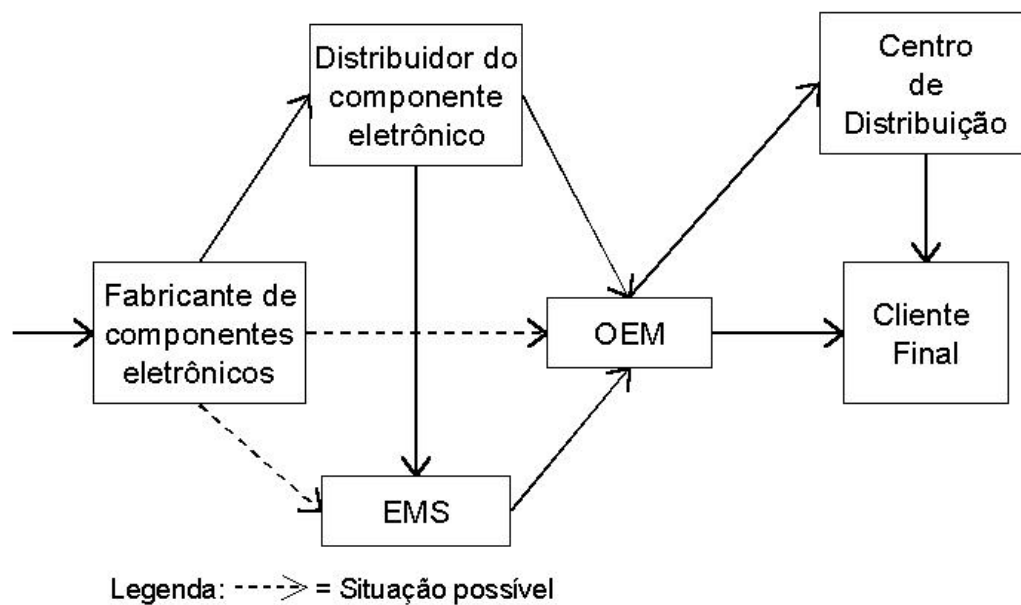 Distribuidor do
componente
eletrônico
Centro
de
Distribuição
Fabricante de
componentes
eletrônicos
OEM
Cliente
Final
EMS
Legenda: = Situação possível